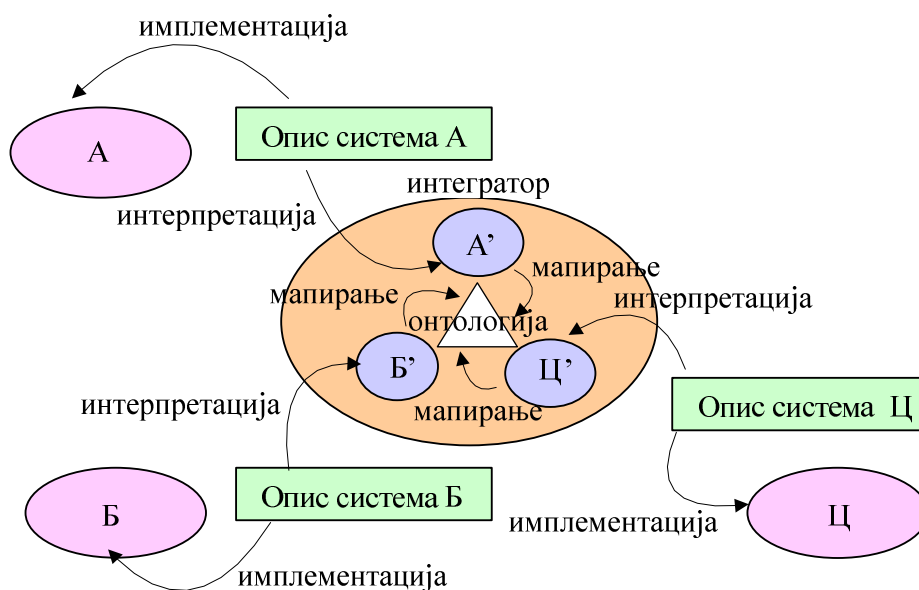 имплементација
А
Опис система А
интегратор
интерпретација
А’
мапирање
мапирање
интерпретација
онтологија
Б’
Ц’
интерпретација
мапирање
Опис система Ц
Опис система Б
Б
Ц
имплементација
имплементација